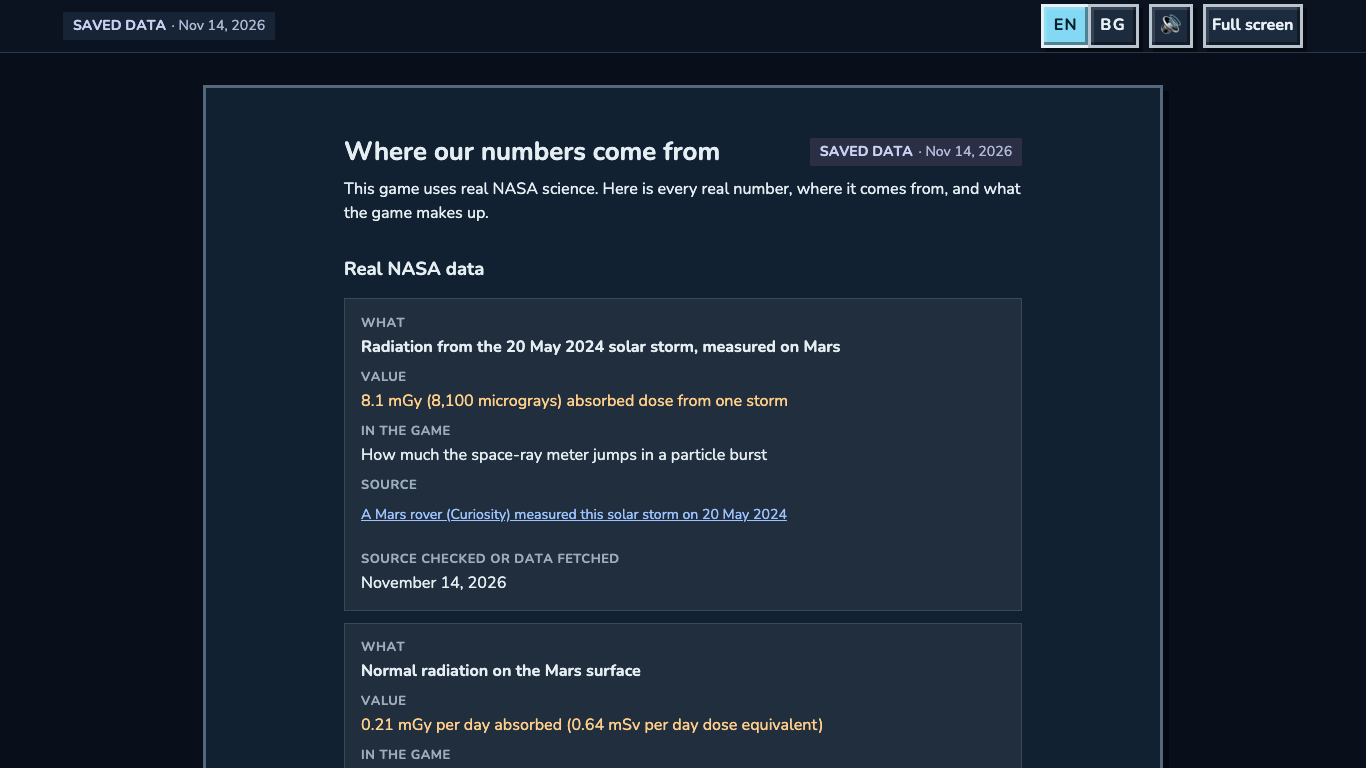 SAVED DATA · Nov 14, 2026
EN
BG
Full screen
Where our numbers come from
SAVED DATA · Nov 14, 2026
This game uses real NASA science. Here is every real number, where it comes from, and what
the game makes up.
Real NASA data
WHAT
Radiation from the 20 May 2024 solar storm, measured on Mars
VALUE
8.1 mGy (8,100 micrograys) absorbed dose from one storm
IN THE GAME
How much the space-ray meter jumps in a particle burst
SOURCE
A Mars rover (Curiosity) measured this solar storm on 20 May 2024
SOURCE CHECKED OR DATA FETCHED
November 14, 2026
WHAT
Normal radiation on the Mars surface
VALUE
0.21 mGy per day absorbed (0.64 mSv per day dose equivalent)
IN THE GAME